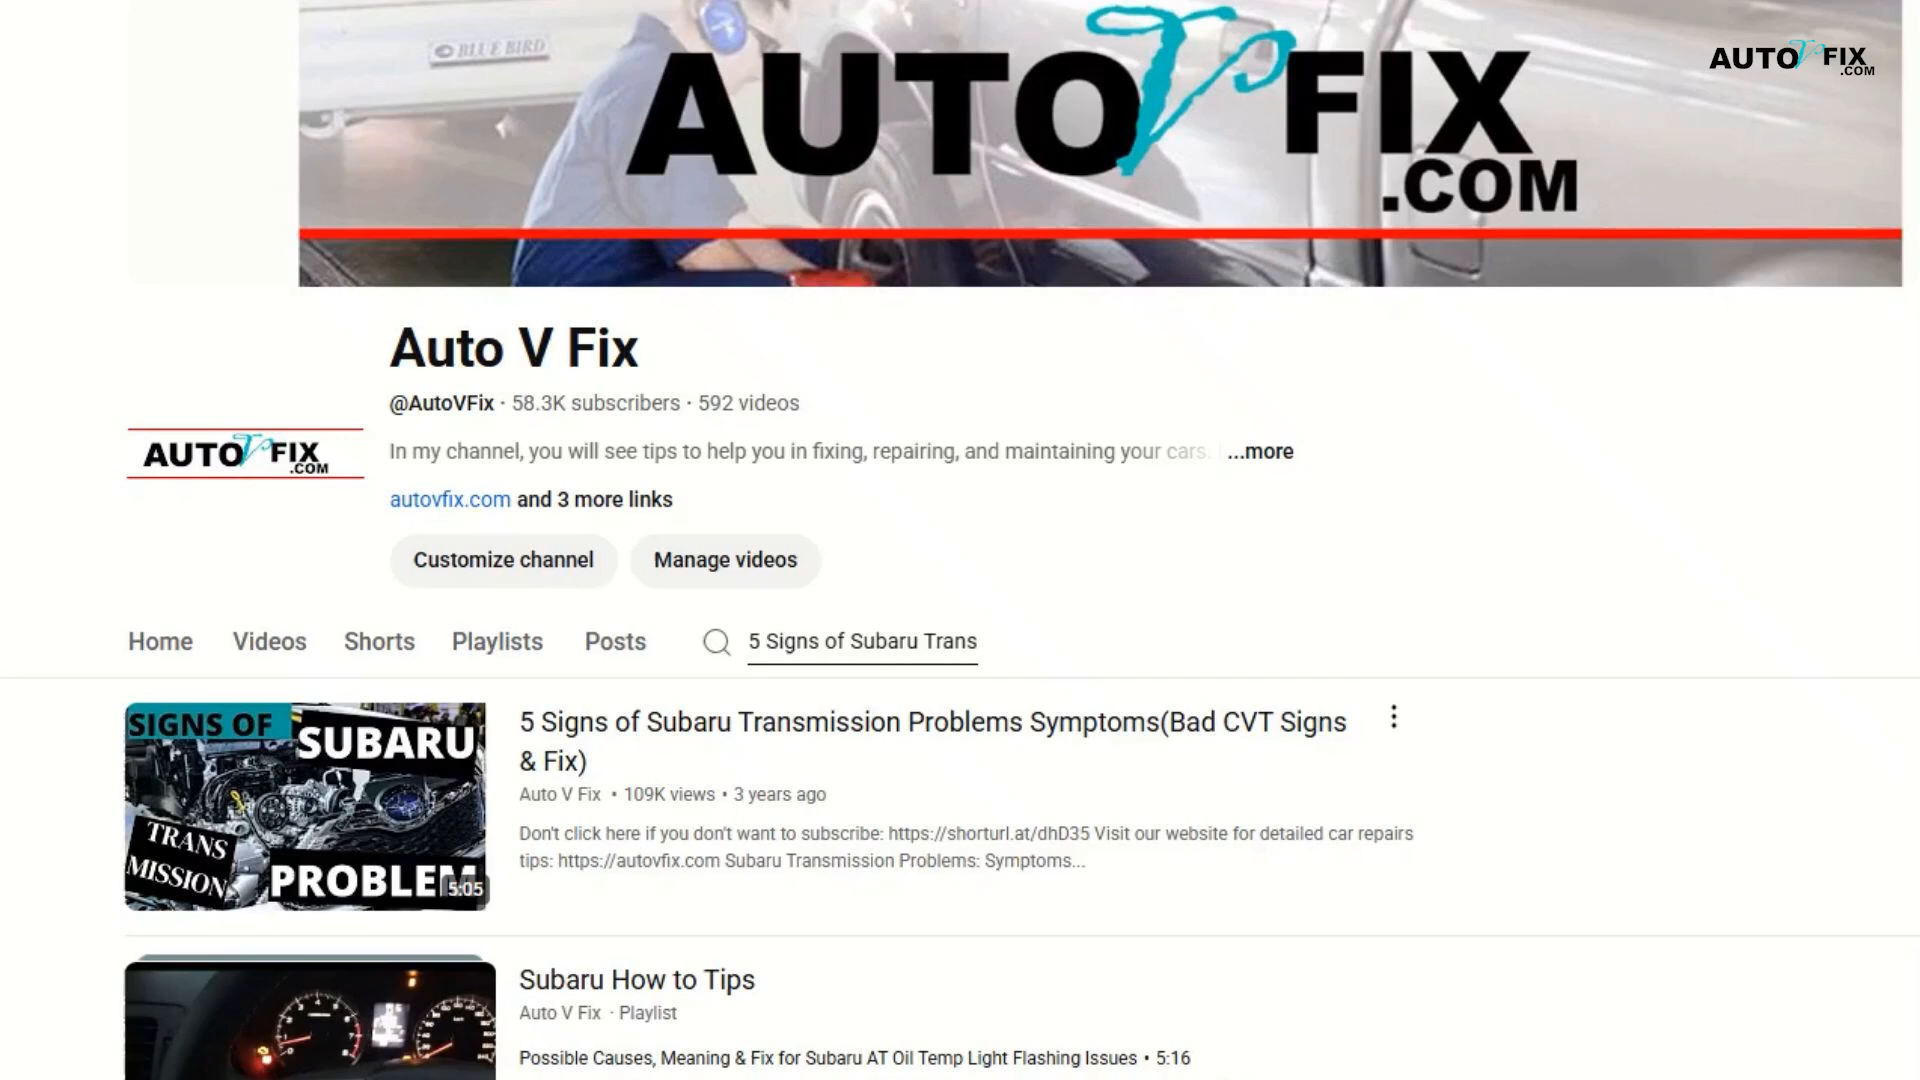 BLUE BIRD
AUTO V FIX
.COM
AUTO V FIX
.COM
Auto V Fix
@AutoVFix · 58.3K subscribers · 592 videos
In my channel, you will see tips to help you in fixing, repairing, and maintaining your cars. ...more
autovfix.com and 3 more links
AUTO V FIX
.COM
Customize channel
Manage videos
Home
Videos
Shorts
Playlists
Posts
5 Signs of Subaru Trans
SIGNS OF
SUBARU
TRANS
MISSION
PROBLEM
5:05
5 Signs of Subaru Transmission Problems Symptoms(Bad CVT Signs
& Fix)
Auto V Fix • 109K views • 3 years ago
Don't click here if you don't want to subscribe: https://shorturl.at/dhD35 Visit our website for detailed car repairs
tips: https://autovfix.com Subaru Transmission Problems: Symptoms...
Subaru How to Tips
Auto V Fix · Playlist
Possible Causes, Meaning & Fix for Subaru AT Oil Temp Light Flashing Issues • 5:16